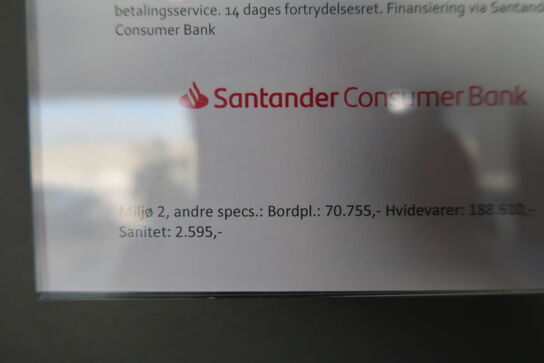 betalingsservice. 14 dages fortrydelsesret. Finansiering via
Consumer Bank
Santander Consumer Bank
Miljø 2, andre specs.: Bordpl.: 70.755,- Hvidevarer: 188.610,-
Sanitet: 2.595,-